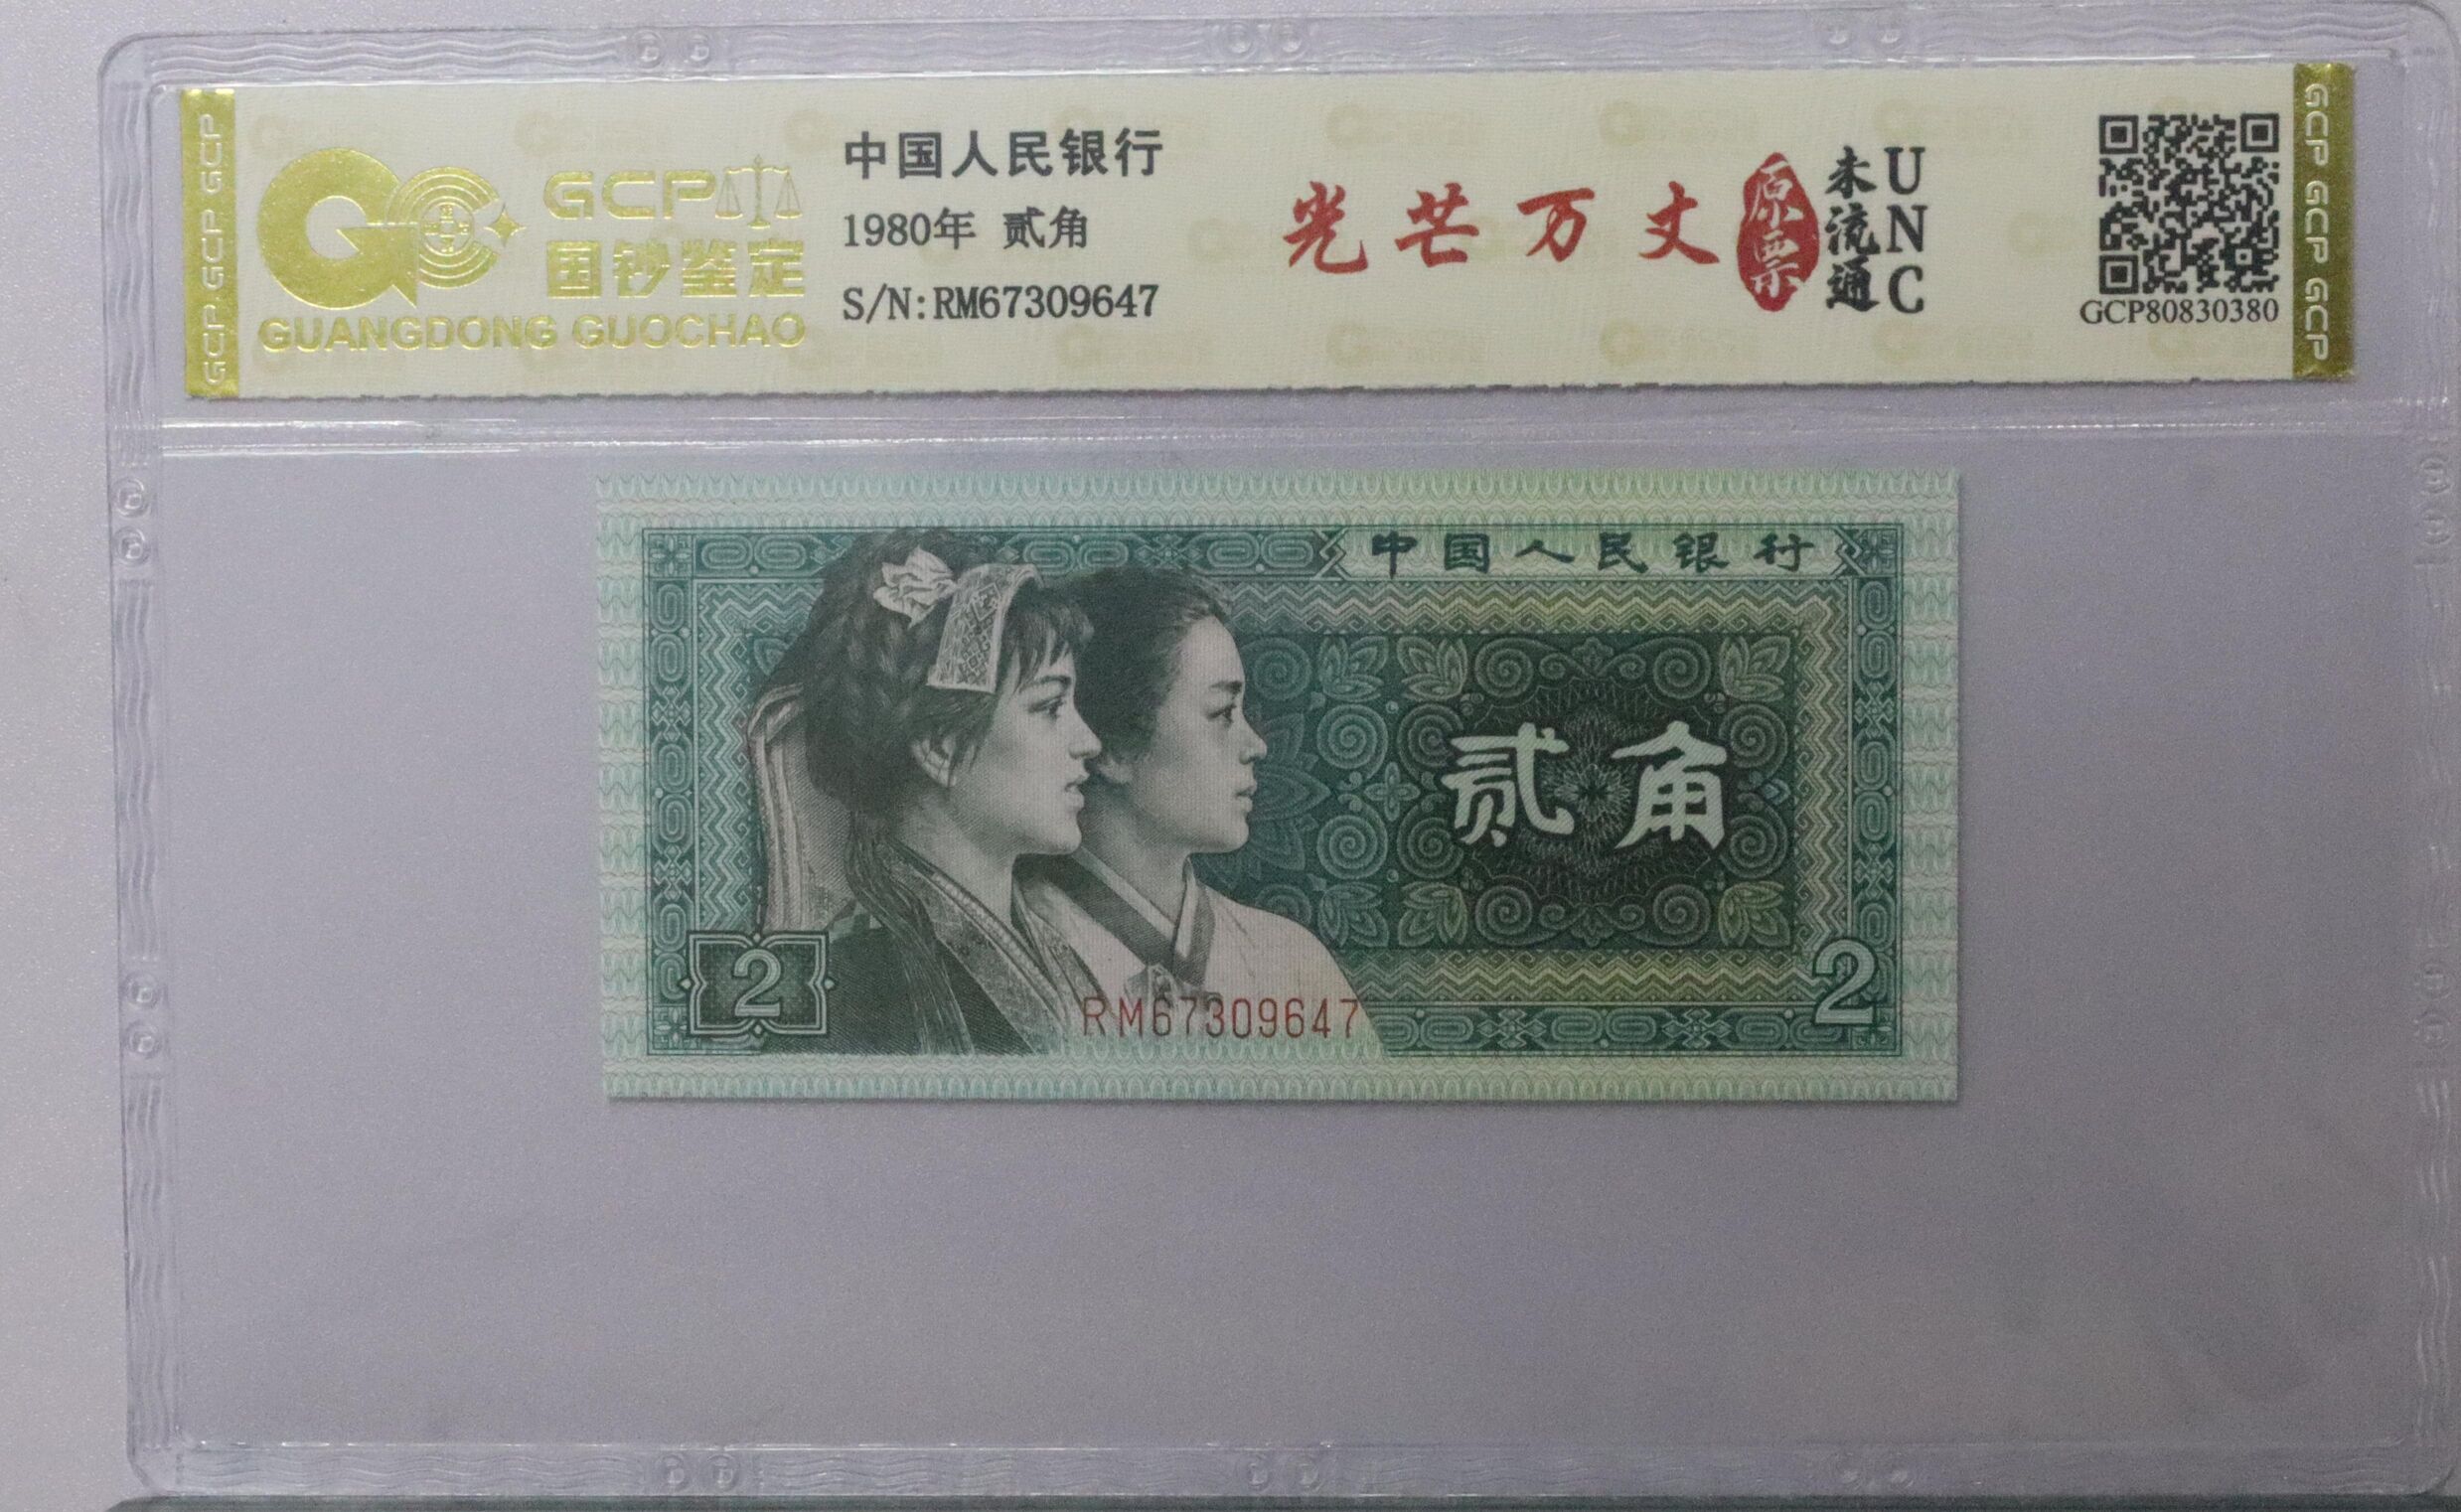 GCP GCP GCP
GCP
国钞鉴定
GUANGDONG GUOCHAO
中国人民银行
1980年 贰角
S/N:RM67309647
光芒万丈
原票
未流通
UNC
GCP80830380
GCP GCP GCP
中国人民银行
贰角
2
RM67309647
2